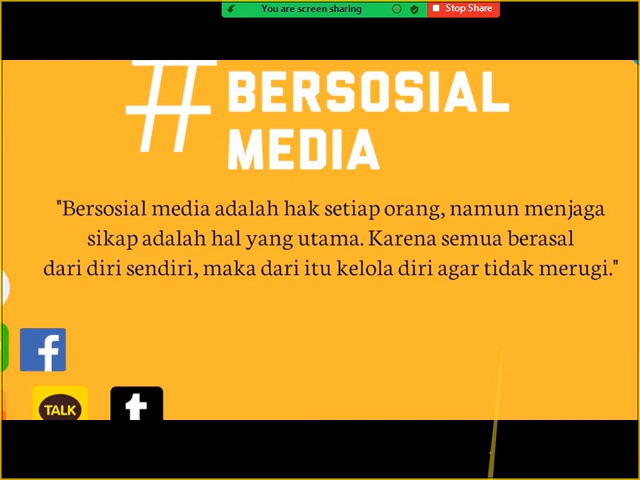 You are screen sharing
Stop Share
#BERSOSIAL
MEDIA
"Bersosial media adalah hak setiap orang, namun menjaga
sikap adalah hal yang utama. Karena semua berasal
dari diri sendiri, maka dari itu kelola diri agar tidak merugi."
f
TALK
t